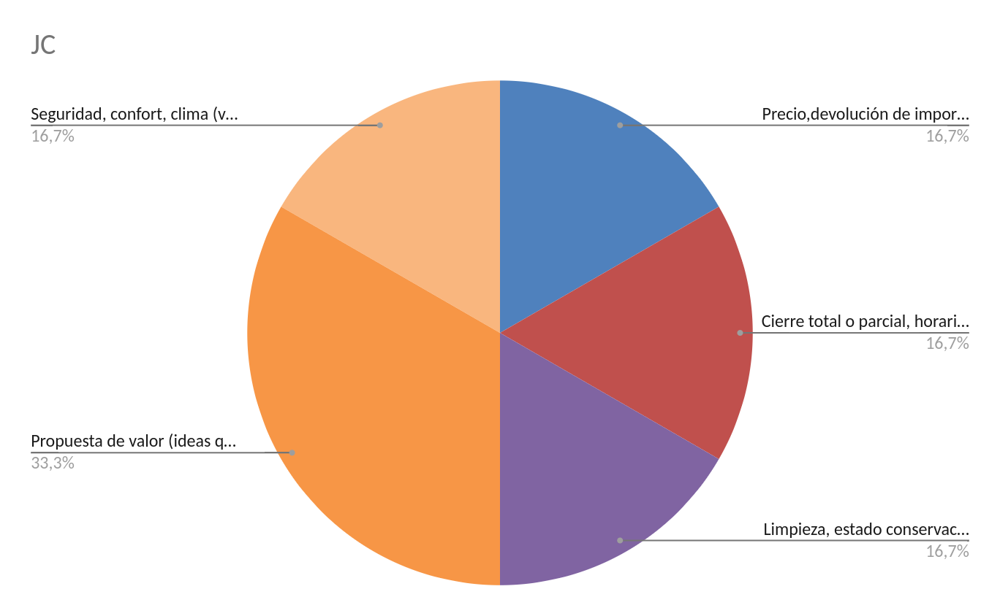 JC
Seguridad, confort, clima (v...
16,7%
Precio,devolución de impor...
16,7%
Cierre total o parcial, horari...
16,7%
Propuesta de valor (ideas q...
33,3%
Limpieza, estado conservac...
16,7%